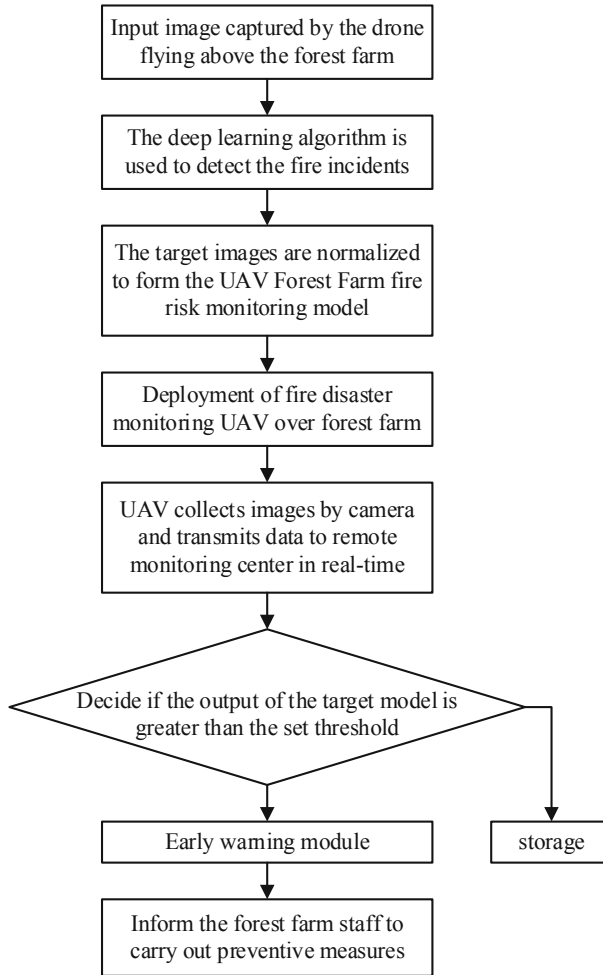 Input image captured by the drone
flying above the forest farm
The deep learning algorithm is
used to detect the fire incidents
The target images are normalized
to form the UAV Forest Farm fire
risk monitoring model
Deployment of fire disaster
monitoring UAV over forest farm
UAV collects images by camera
and transmits data to remote
monitoring center in real-time
Decide if the output of the target model is
greater than the set threshold
Early warning module
storage
Inform the forest farm staff to
carry out preventive measures